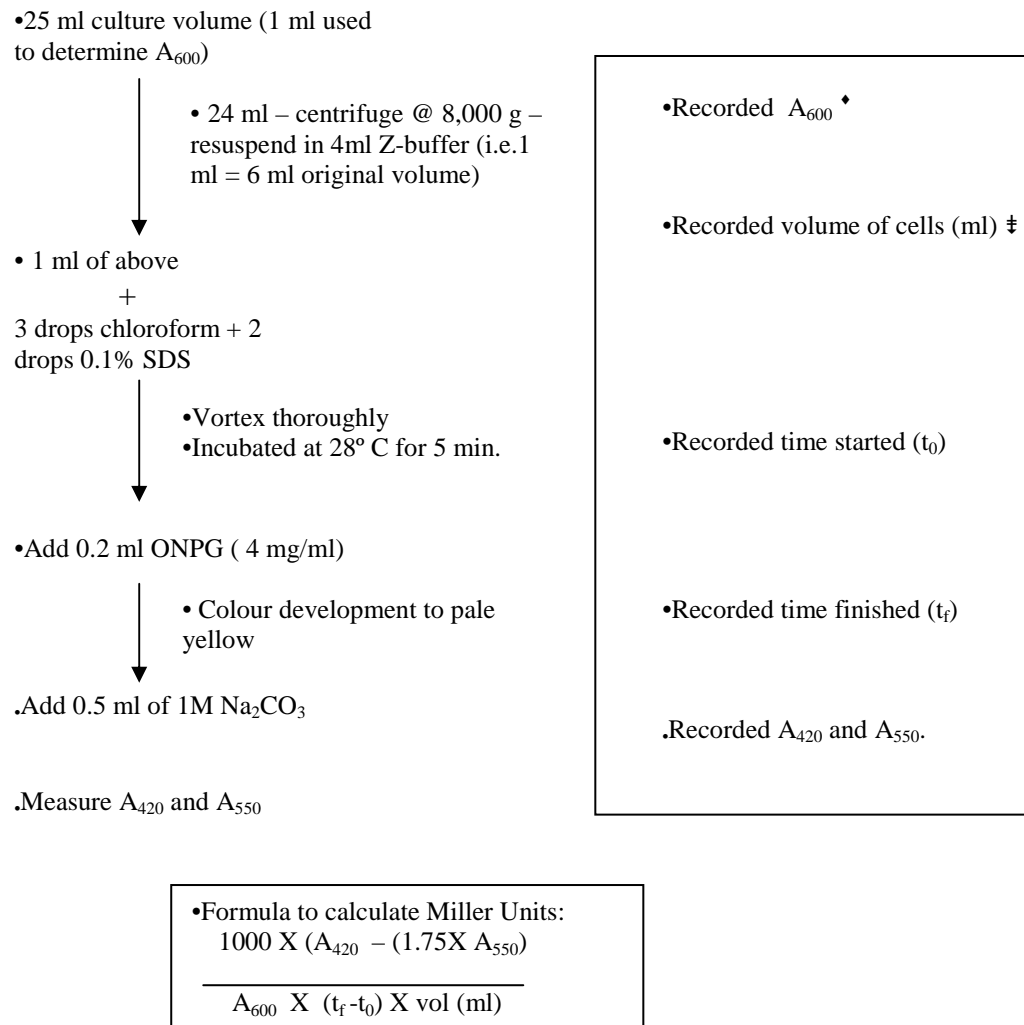 •25 ml culture volume (1 ml used
to determine A₆₀₀)
• 24 ml – centrifuge @ 8,000 g –
resuspend in 4ml Z-buffer (i.e.1
ml = 6 ml original volume)
• 1 ml of above
+
3 drops chloroform + 2
drops 0.1% SDS
•Vortex thoroughly
•Incubated at 28º C for 5 min.
•Add 0.2 ml ONPG ( 4 mg/ml)
• Colour development to pale
yellow
.Add 0.5 ml of 1M Na₂CO₃
.Measure A₄₂₀ and A₅₅₀
•Recorded A₆₀₀ ♦
•Recorded volume of cells (ml) ⇟
•Recorded time started (t₀)
•Recorded time finished (t_f)
.Recorded A₄₂₀ and A₅₅₀.
•Formula to calculate Miller Units:
1000 X (A₄₂₀ – (1.75X A₅₅₀)
A₆₀₀ X (t_f -t₀) X vol (ml)